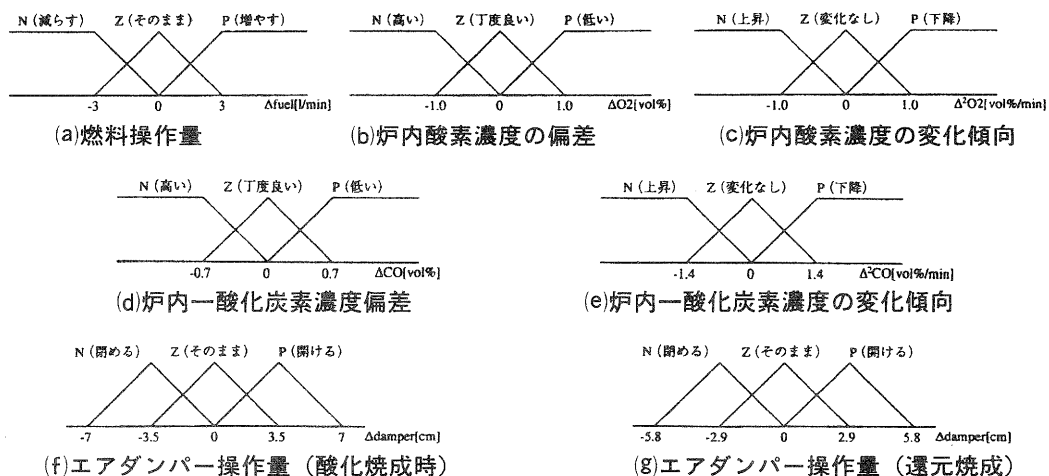 N (減らす) Z (そのまま) P (増やす)
-3 0 3 Δfuel[l/min]
(a)燃料操作量
N (高い) Z (丁度良い) P (低い)
-1.0 0 1.0 ΔO2[vol%]
(b)炉内酸素濃度の偏差
N (上昇) Z (変化なし) P (下降)
-1.0 0 1.0 Δ²O2[vol%/min]
(c)炉内酸素濃度の変化傾向
N (高い) Z (丁度良い) P (低い)
-0.7 0 0.7 ΔCO[vol%]
(d)炉内一酸化炭素濃度偏差
N (上昇) Z (変化なし) P (下降)
-1.4 0 1.4 Δ²CO[vol%/min]
(e)炉内一酸化炭素濃度の変化傾向
N (閉める) Z (そのまま) P (開ける)
-7 -3.5 0 3.5 7 Δdamper[cm]
(f)エアダンパー操作量（酸化焼成時）
N (閉める) Z (そのまま) P (開ける)
-5.8 -2.9 0 2.9 5.8 Δdamper[cm]
(g)エアダンパー操作量（還元焼成）